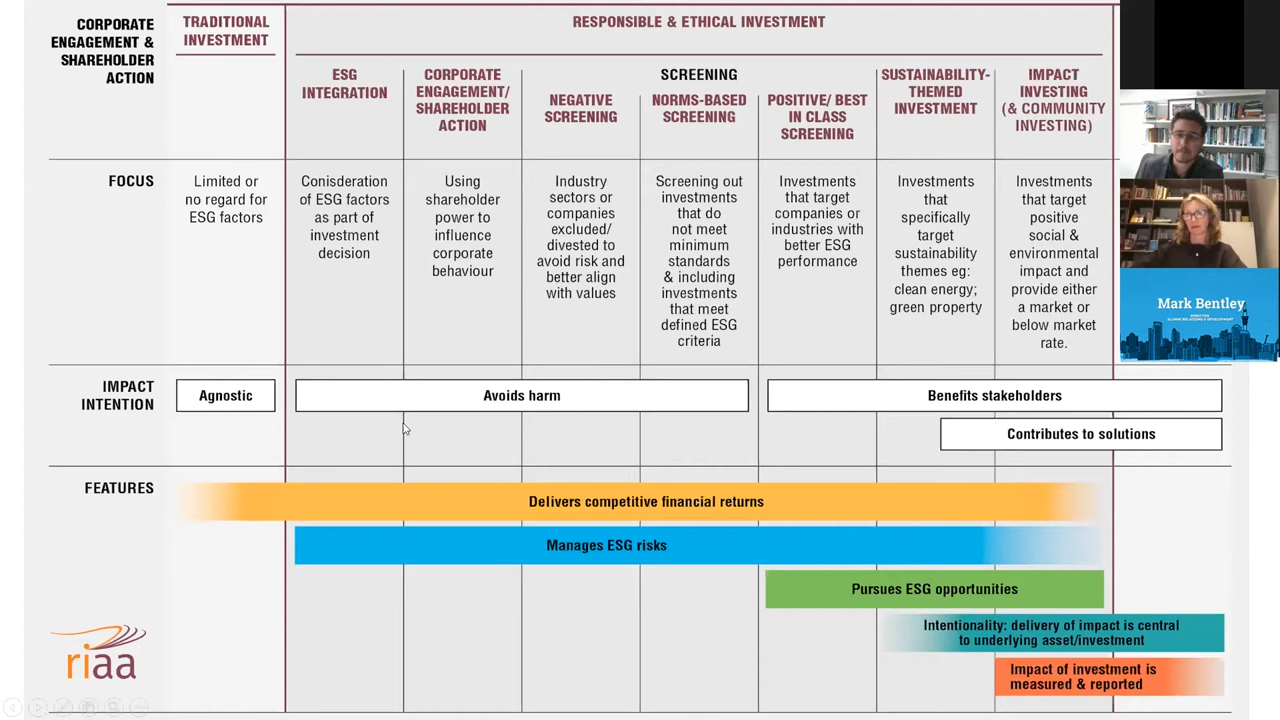 CORPORATE
ENGAGEMENT &
SHAREHOLDER
ACTION
TRADITIONAL
INVESTMENT
RESPONSIBLE & ETHICAL INVESTMENT
ESG
INTEGRATION
CORPORATE
ENGAGEMENT/
SHAREHOLDER
ACTION
SCREENING
NEGATIVE
SCREENING
NORMS-BASED
SCREENING
POSITIVE/ BEST
IN CLASS
SCREENING
SUSTAINABILITY-
THEMED
INVESTMENT
IMPACT
INVESTING
(& COMMUNITY
INVESTING)
FOCUS
Limited or
no regard for
ESG factors
Conisderation
of ESG factors
as part of
investment
decision
Using
shareholder
power to
influence
corporate
behaviour
Industry
sectors or
companies
excluded/
divested to
avoid risk and
better align
with values
Screening out
investments
that do
not meet
minimum
standards
& including
investments
that meet
defined ESG
criteria
Investments
that target
companies or
industries with
better ESG
performance
Investments
that
specifically
target
sustainability
themes eg:
clean energy;
green property
Investments
that target
positive
social &
environmental
impact and
provide either
a market or
below market
rate.
IMPACT
INTENTION
Agnostic
Avoids harm
Benefits stakeholders
Contributes to solutions
FEATURES
Delivers competitive financial returns
Manages ESG risks
Pursues ESG opportunities
Intentionality: delivery of impact is central
to underlying asset/investment
Impact of investment is
measured & reported
riaa
Mark Bentley
DIRECTOR
ALUMNI RELATIONS & DEVELOPMENT